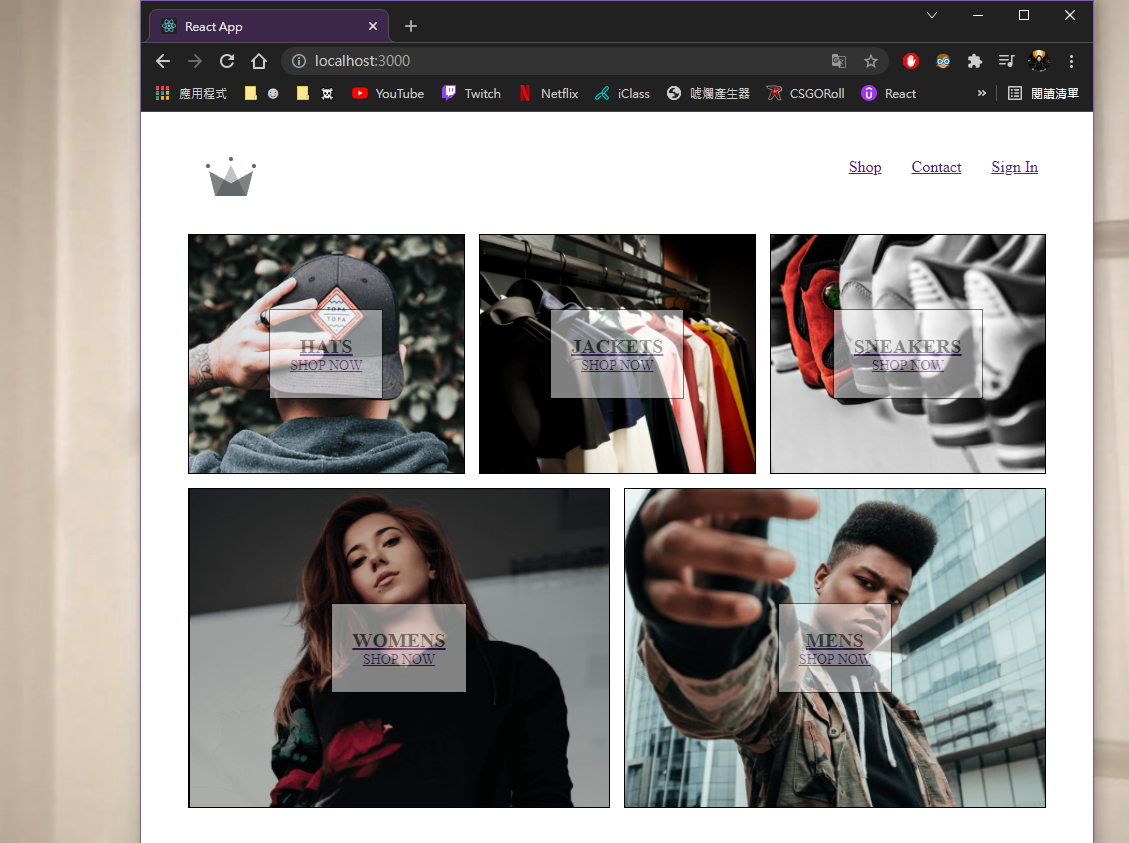 React App
localhost:3000
應用程式
YouTube
Twitch
Netflix
iClass
唬爛產生器
CSGORoll
React
»
閱讀清單
Shop
Contact
Sign In
TOPA
TOPA
HATS
SHOP NOW
JACKETS
SHOP NOW
SNEAKERS
SHOP NOW
WOMENS
SHOP NOW
MENS
SHOP NOW